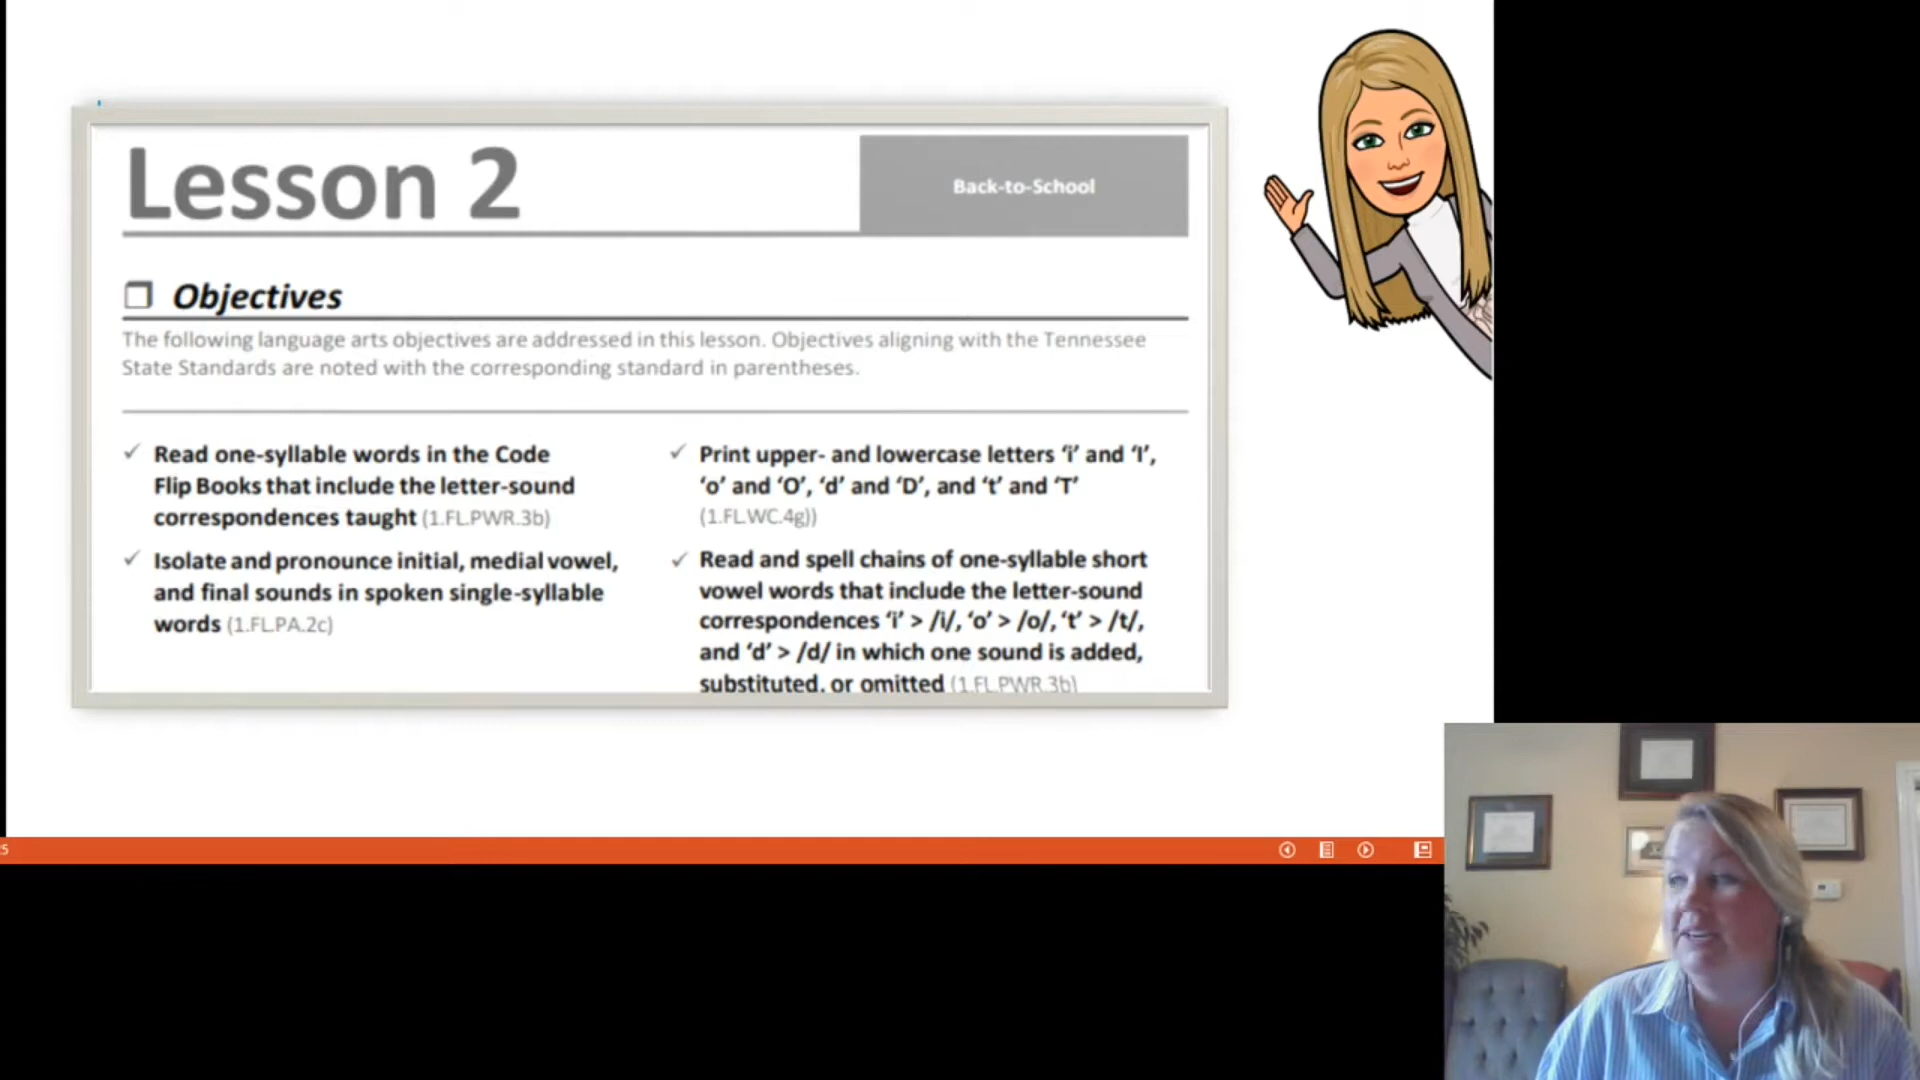 Lesson 2
Back-to-School
Objectives
The following language arts objectives are addressed in this lesson. Objectives aligning with the Tennessee
State Standards are noted with the corresponding standard in parentheses.
Read one-syllable words in the Code
Flip Books that include the letter-sound
correspondences taught (1.FL.PWR.3b)
Isolate and pronounce initial, medial vowel,
and final sounds in spoken single-syllable
words (1.FL.PA.2c)
Print upper- and lowercase letters ‘i’ and ‘I’,
‘o’ and ‘O’, ‘d’ and ‘D’, and ‘t’ and ‘T’
(1.FL.WC.4g))
Read and spell chains of one-syllable short
vowel words that include the letter-sound
correspondences ‘i’ > /i/, ‘o’ > /o/, ‘t’ > /t/,
and ‘d’ > /d/ in which one sound is added,
substituted, or omitted (1.FL.PWR.3b)